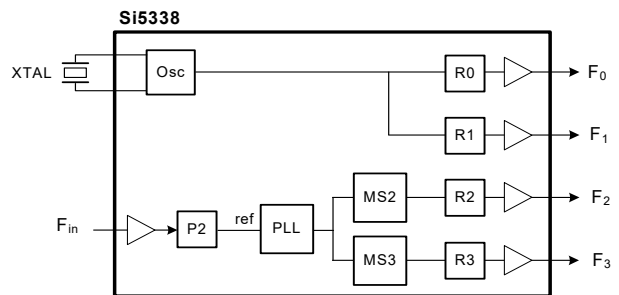 Si5338
XTAL
Osc
R0
F0
R1
F1
MS2
R2
F2
Fin
P2
ref
PLL
MS3
R3
F3